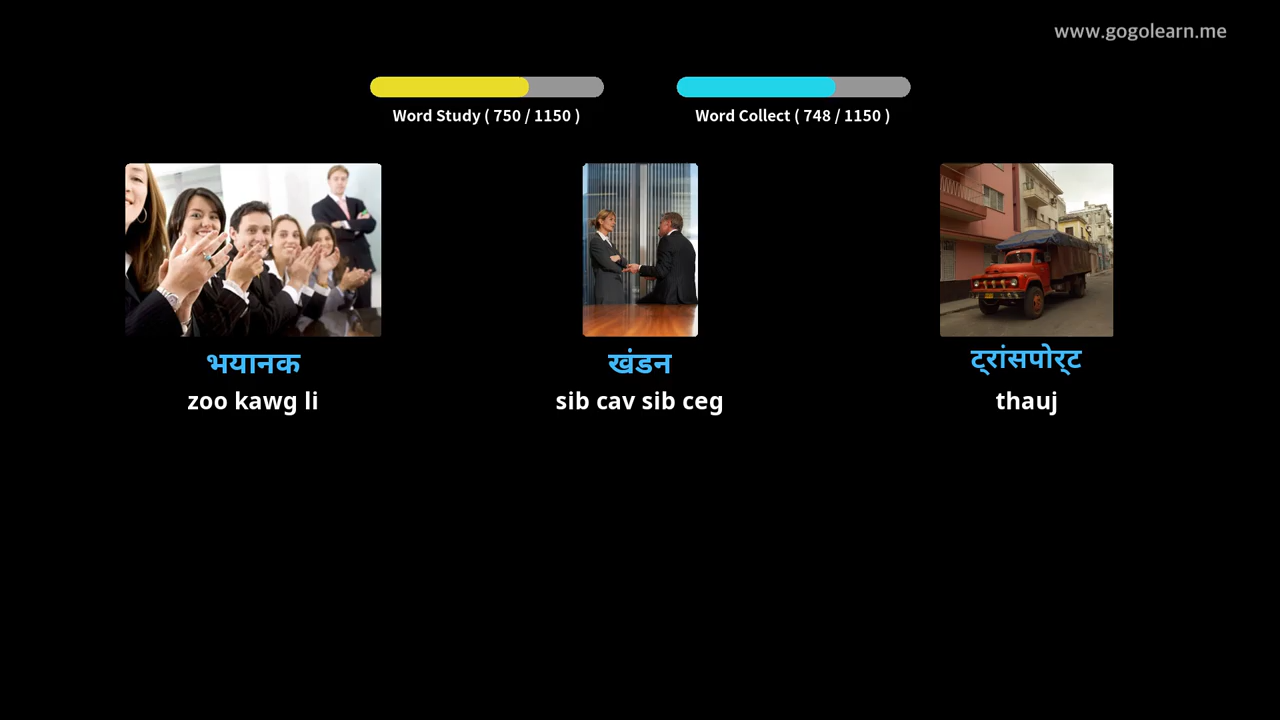 www.gogolearn.me
Word Study ( 750 / 1150 )
Word Collect ( 748 / 1150 )
भयानक
खंडन
ट्रांसपोर्ट
zoo kawg li
sib cav sib ceg
thauj